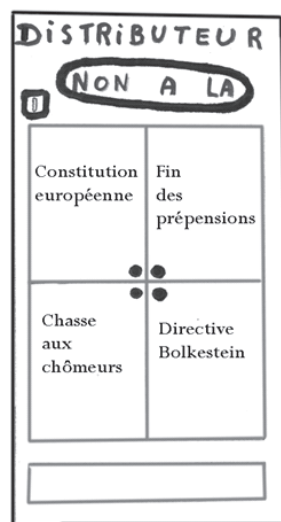 DiSTRiBUTEUR
NON A LA
Constitution
européenne
Fin
des
prépensions
Chasse
aux
chômeurs
Directive
Bolkestein